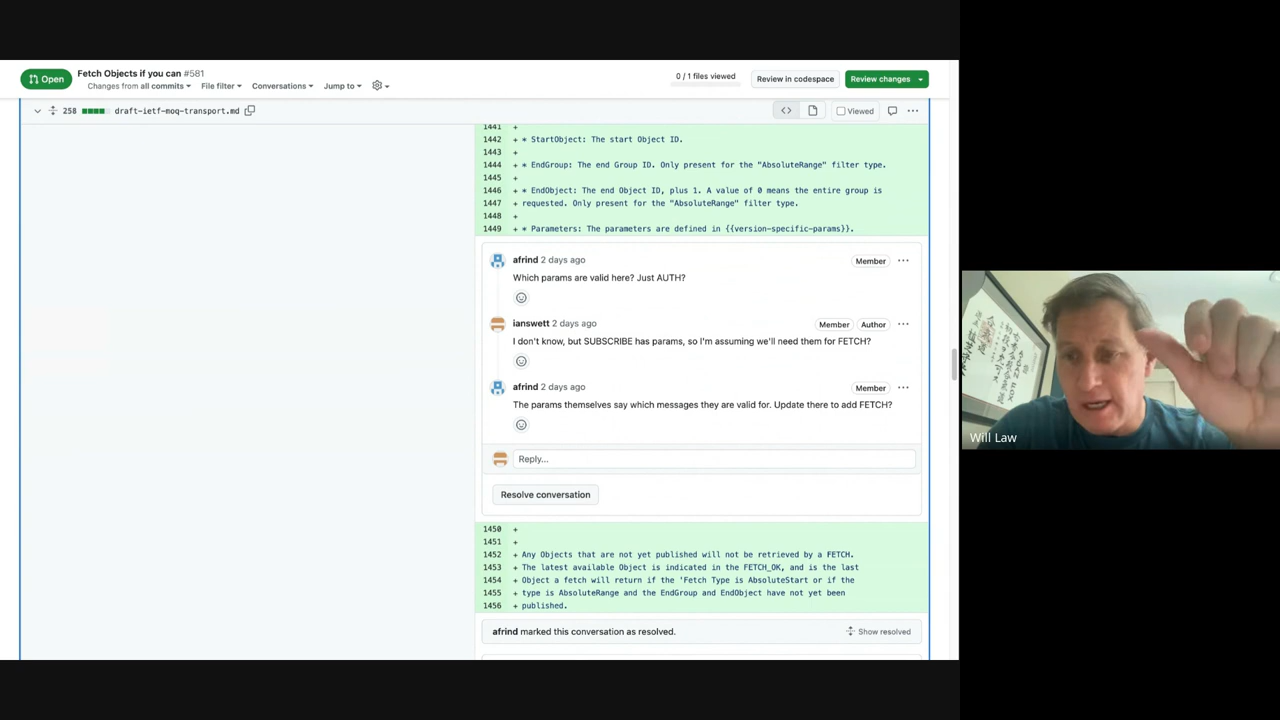 Open
Fetch Objects if you can #581
Changes from all commits
File filter
Conversations
Jump to
0 / 1 files viewed
Review in codespace
Review changes
258
draft-ietf-moq-transport.md
Viewed
1441 +
1442 + * StartObject: The start Object ID.
1443 +
1444 + * EndGroup: The end Group ID. Only present for the "AbsoluteRange" filter type.
1445 +
1446 + * EndObject: The end Object ID, plus 1. A value of 0 means the entire group is
1447 + requested. Only present for the "AbsoluteRange" filter type.
1448 +
1449 + * Parameters: The parameters are defined in {{version-specific-params}}.
afrind 2 days ago
Member
Which params are valid here? Just AUTH?
ianswett 2 days ago
Member
Author
I don't know, but SUBSCRIBE has params, so I'm assuming we'll need them for FETCH?
afrind 2 days ago
Member
The params themselves say which messages they are valid for. Update there to add FETCH?
Reply...
Resolve conversation
1450 +
1451 +
1452 + Any Objects that are not yet published will not be retrieved by a FETCH.
1453 + The latest available Object is indicated in the FETCH_OK, and is the last
1454 + Object a fetch will return if the 'Fetch Type is AbsoluteStart or if the
1455 + type is AbsoluteRange and the EndGroup and EndObject have not yet been
1456 + published.
afrind marked this conversation as resolved.
Show resolved
Will Law